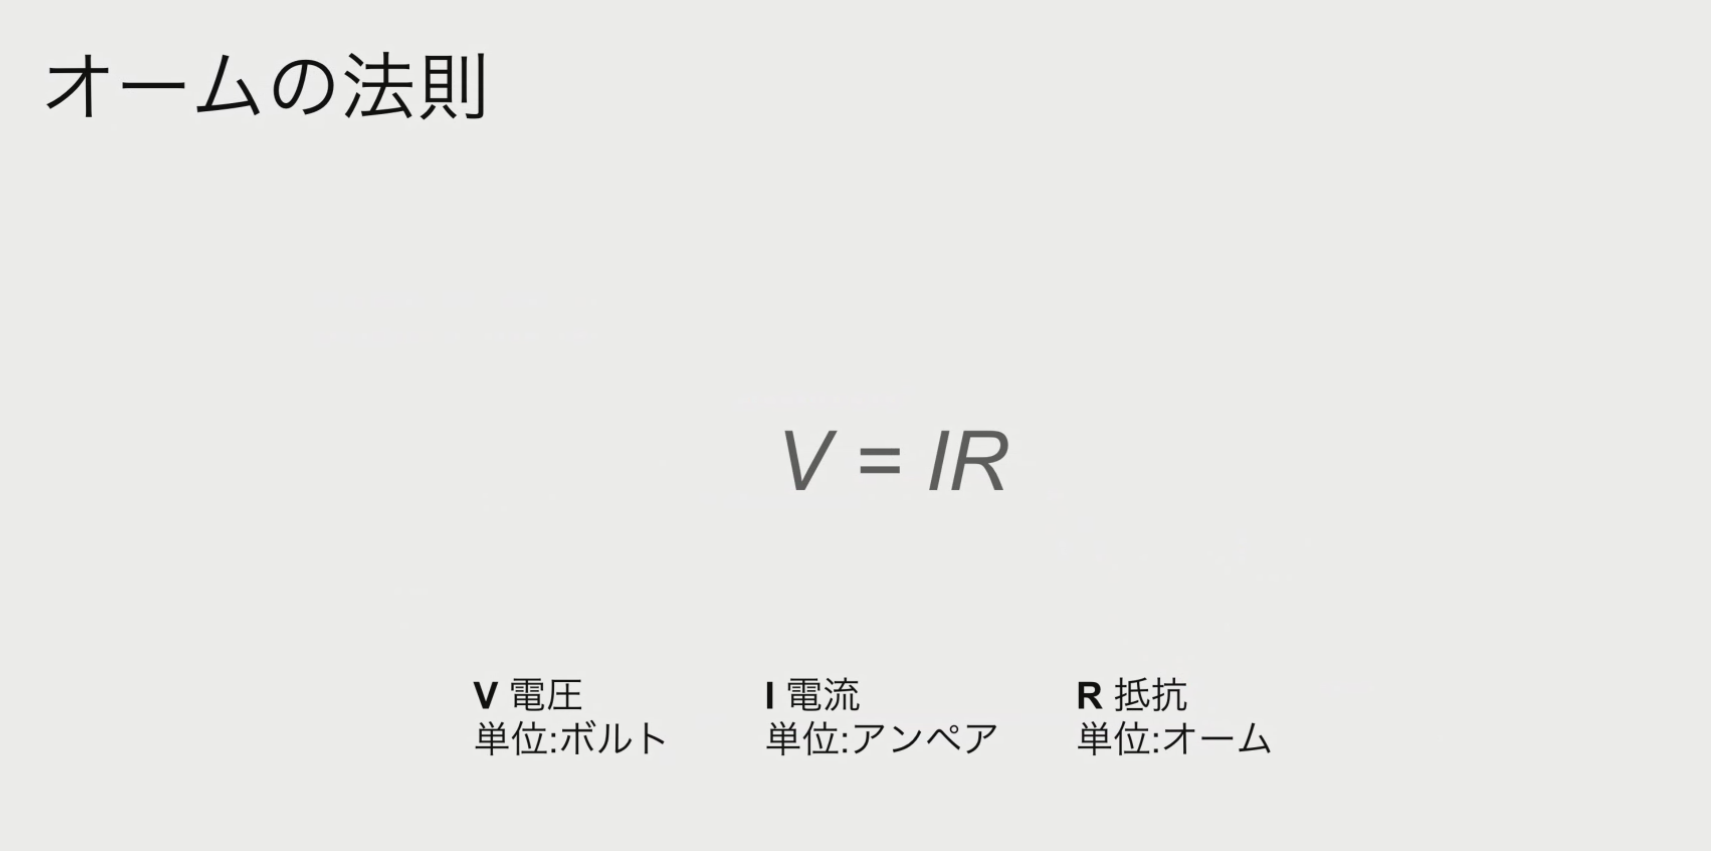 オームの法則
V = IR
V 電圧
単位:ボルト
I 電流
単位:アンペア
R 抵抗
単位:オーム